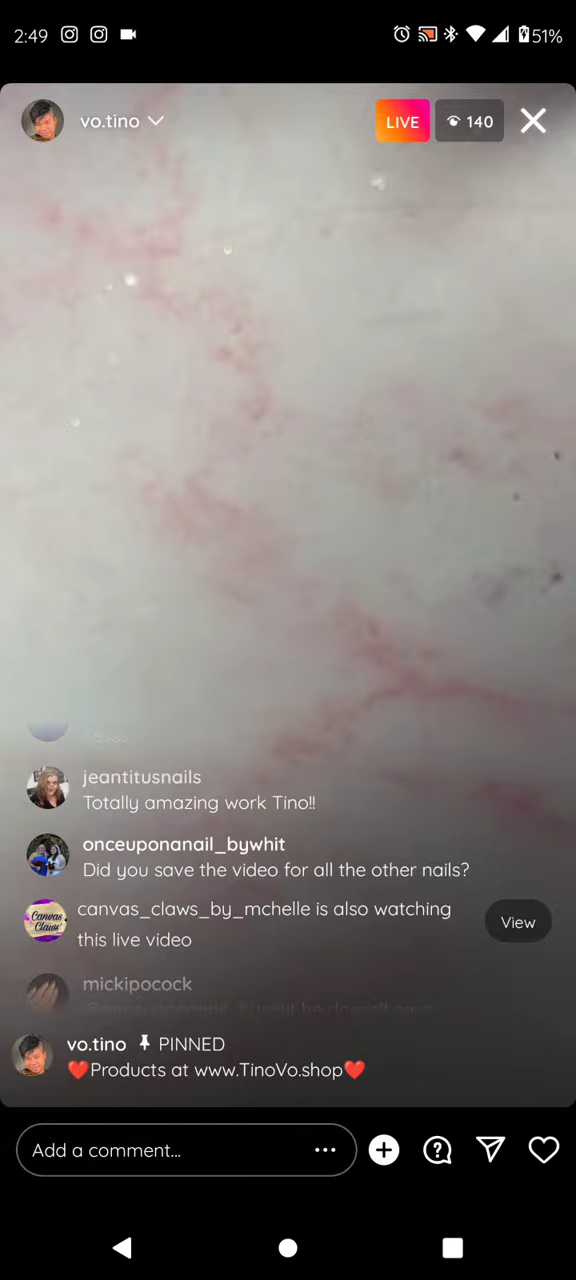 2:49
51%
vo.tino
LIVE
140
jeantitusnails
Totally amazing work Tino!!
onceuponanail_bywhit
Did you save the video for all the other nails?
Canvas Claws
canvas_claws_by_mchelle is also watching
this live video
View
mickipocock
vo.tino PINNED
❤️Products at www.TinoVo.shop❤️
Add a comment...